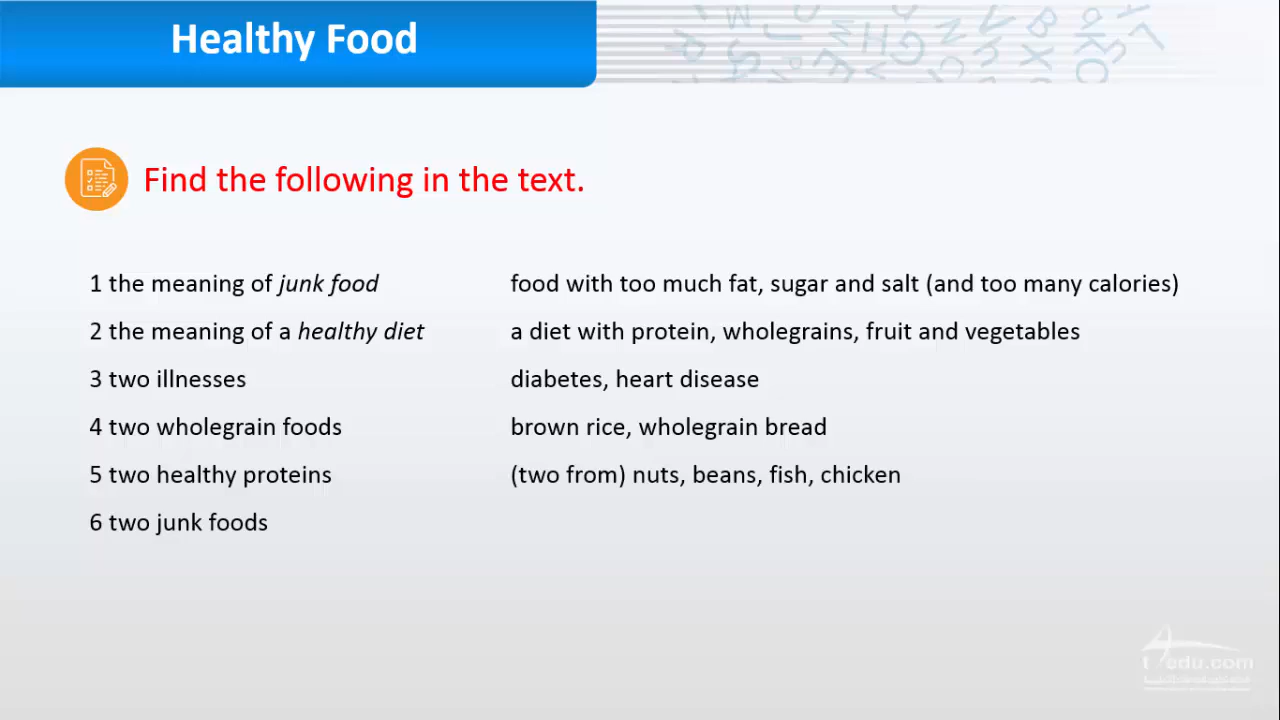 Healthy Food
Find the following in the text.
1 the meaning of junk food food with too much fat, sugar and salt (and too many calories)
2 the meaning of a healthy diet a diet with protein, wholegrains, fruit and vegetables
3 two illnesses diabetes, heart disease
4 two wholegrain foods brown rice, wholegrain bread
5 two healthy proteins (two from) nuts, beans, fish, chicken
6 two junk foods